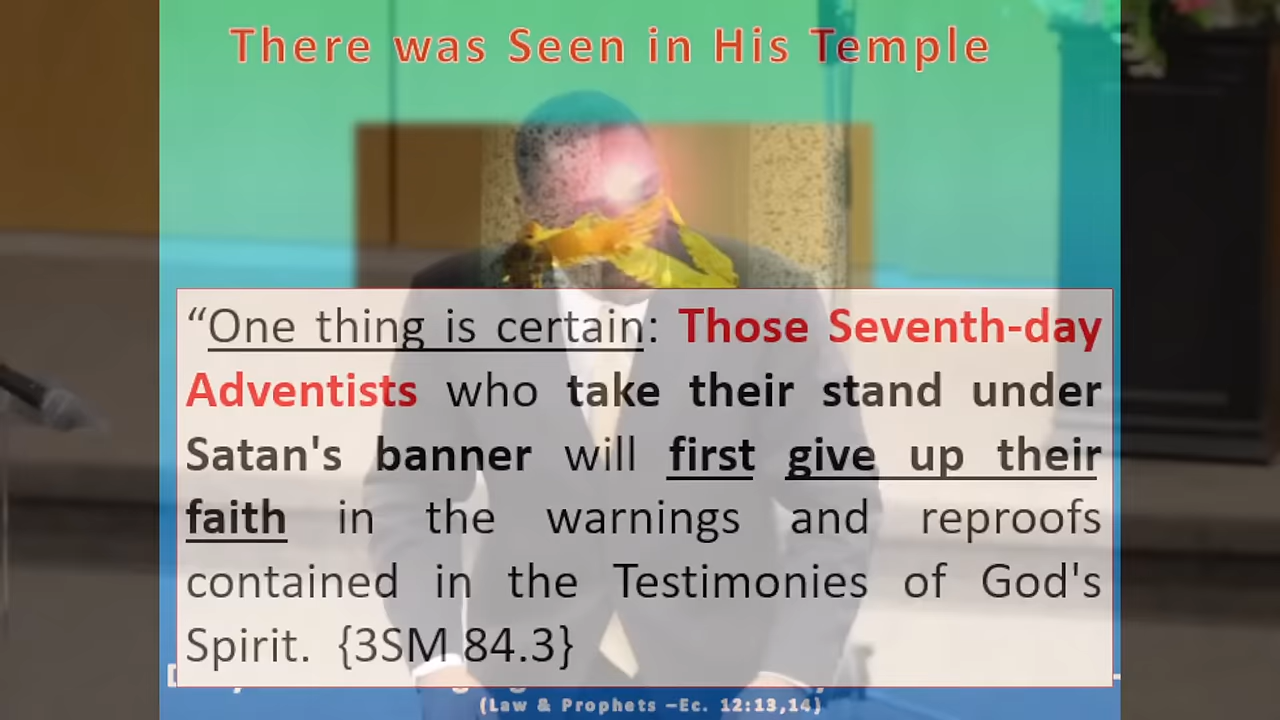 There was Seen in His Temple
“One thing is certain: Those Seventh-day
Adventists who take their stand under
Satan's banner will first give up their
faith in the warnings and reproofs
contained in the Testimonies of God's
Spirit. {3SM 84.3}
(Law & Prophets –Ec. 12:13,14)